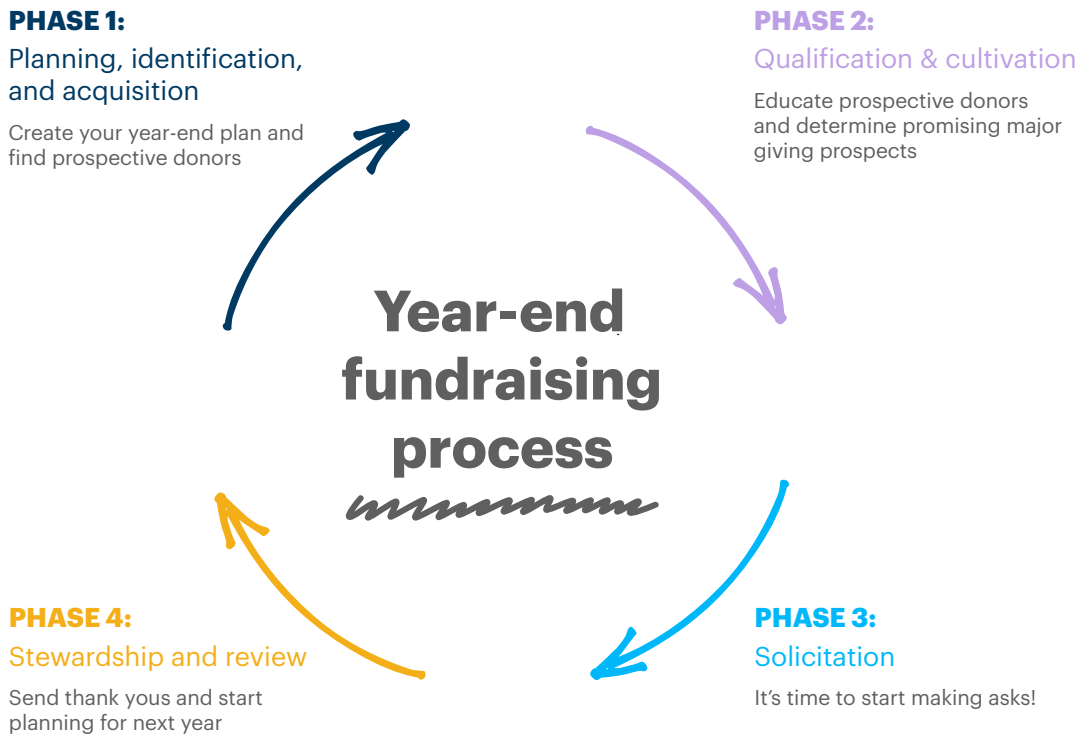 PHASE 1:
Planning, identification,
and acquisition
Create your year-end plan and
find prospective donors
PHASE 2:
Qualification & cultivation
Educate prospective donors
and determine promising major
giving prospects
Year-end
fundraising
process
PHASE 3:
Solicitation
It’s time to start making asks!
PHASE 4:
Stewardship and review
Send thank yous and start
planning for next year